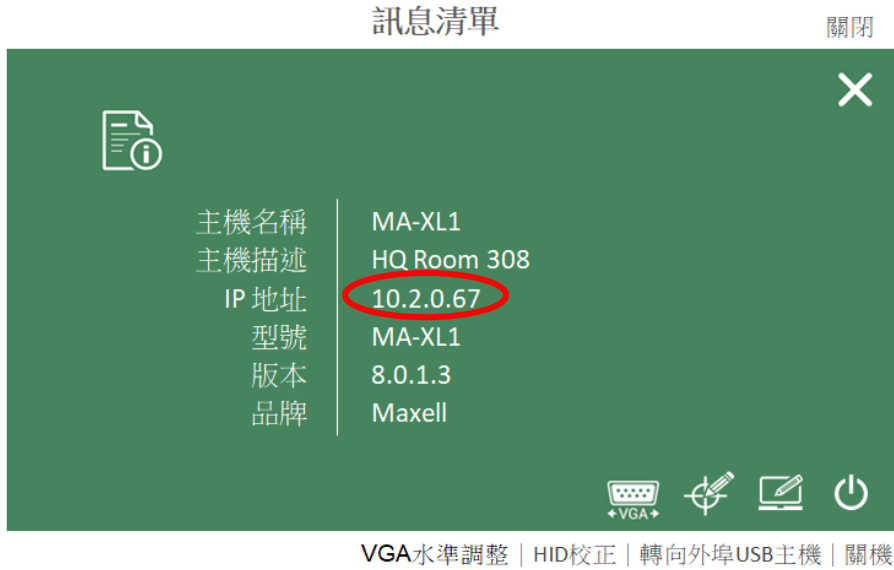 訊息清單
關閉
主機名稱 MA-XL1
主機描述 HQ Room 308
IP 地址 10.2.0.67
型號 MA-XL1
版本 8.0.1.3
品牌 Maxell
VGA
VGA水準調整｜HID校正｜轉向外埠USB主機｜關機